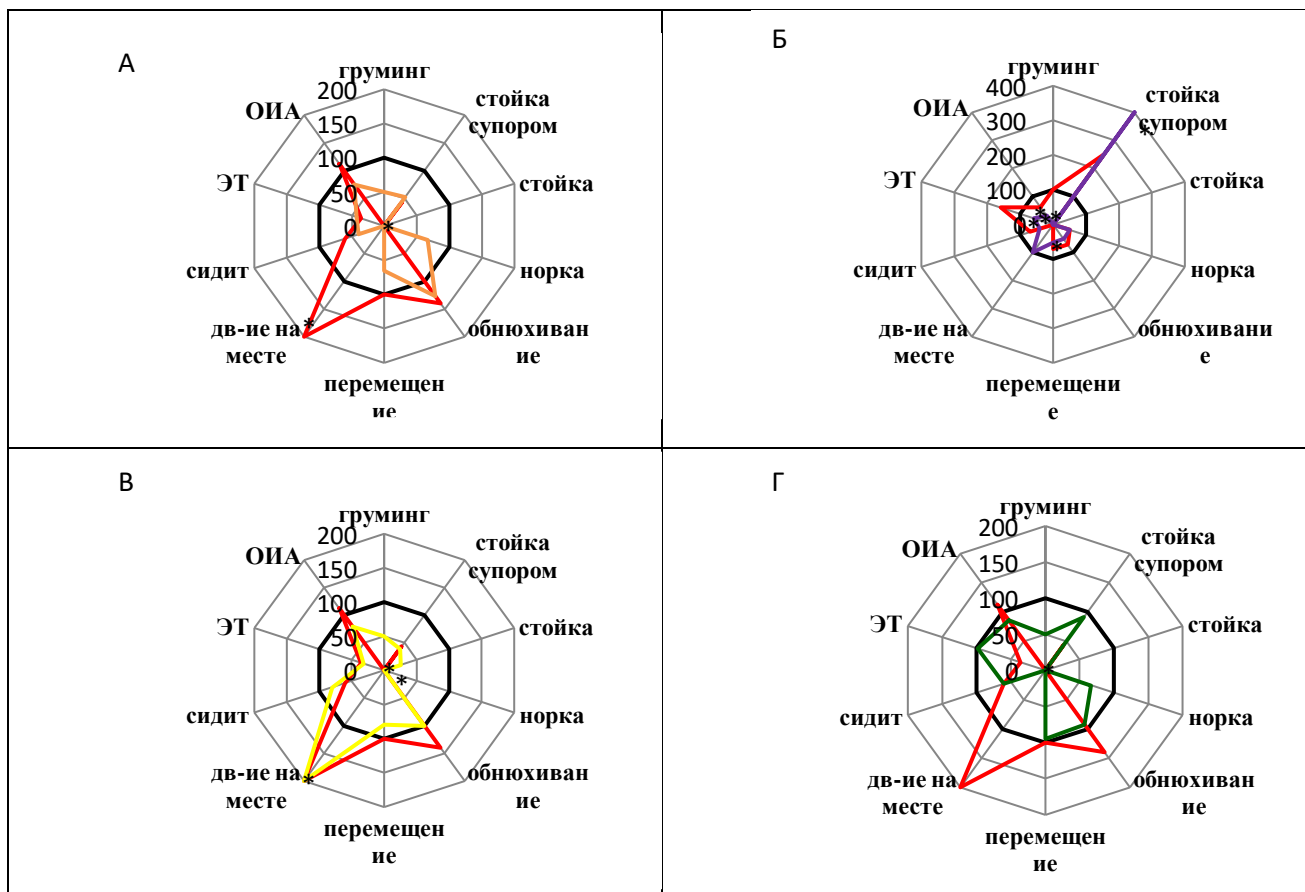 А
груминг
стойка
супором
стойка
норка
обнюхиван
ие
перемещен
ие
дв-ие на
месте
сидит
ЭТ
ОИА
200
150
100
50
0
*
*
Б
груминг
стойка
супором
стойка
норка
обнюхивани
е
перемещени
е
дв-ие на
месте
сидит
ЭТ
ОИА
400
300
200
100
0
*
*
*
*
*
*
В
груминг
стойка
супором
стойка
норка
обнюхиван
ие
перемещен
ие
дв-ие на
месте
сидит
ЭТ
ОИА
200
150
100
50
0
*
*
*
Г
груминг
стойка
супором
стойка
норка
обнюхиван
ие
перемещен
ие
дв-ие на
месте
сидит
ЭТ
ОИА
200
150
100
50
0
*